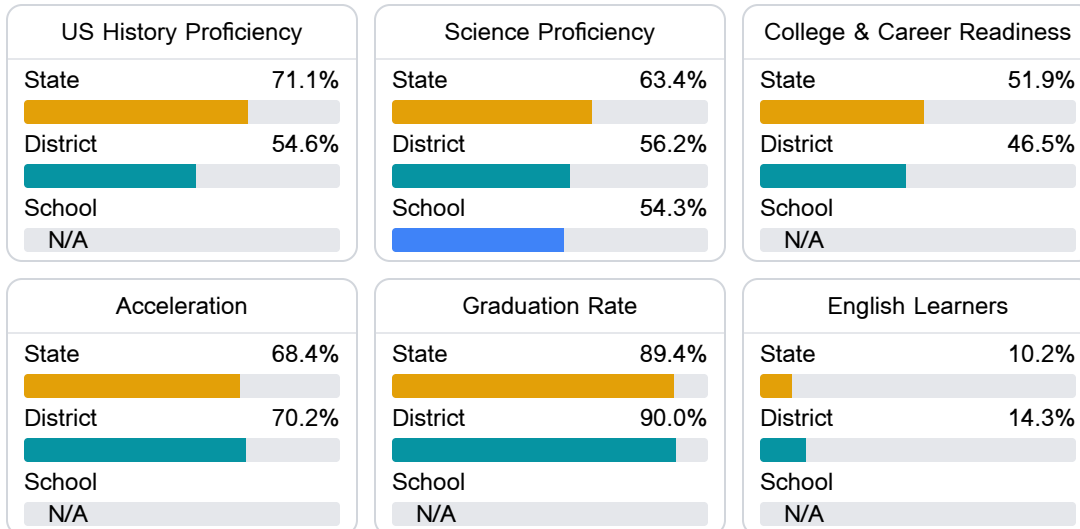 US History Proficiency
State 71.1%
District 54.6%
School
N/A
Science Proficiency
State 63.4%
District 56.2%
School 54.3%
College & Career Readiness
State 51.9%
District 46.5%
School
N/A
Acceleration
State 68.4%
District 70.2%
School
N/A
Graduation Rate
State 89.4%
District 90.0%
School
N/A
English Learners
State 10.2%
District 14.3%
School
N/A